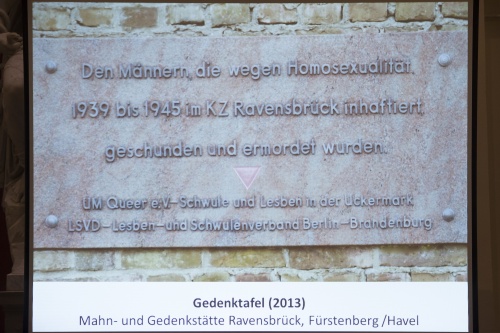 Den Männern, die wegen Homosexualität
1939 bis 1945 im KZ Ravensbrück inhaftiert,
geschunden und ermordet wurden.
UM Queer e.V.-Schwule und Lesben in der Uckermark
LSVD-Lesben-und Schwulenverband Berlin-Brandenburg
Gedenktafel (2013)
Mahn- und Gedenkstätte Ravensbrück, Fürstenberg /Havel